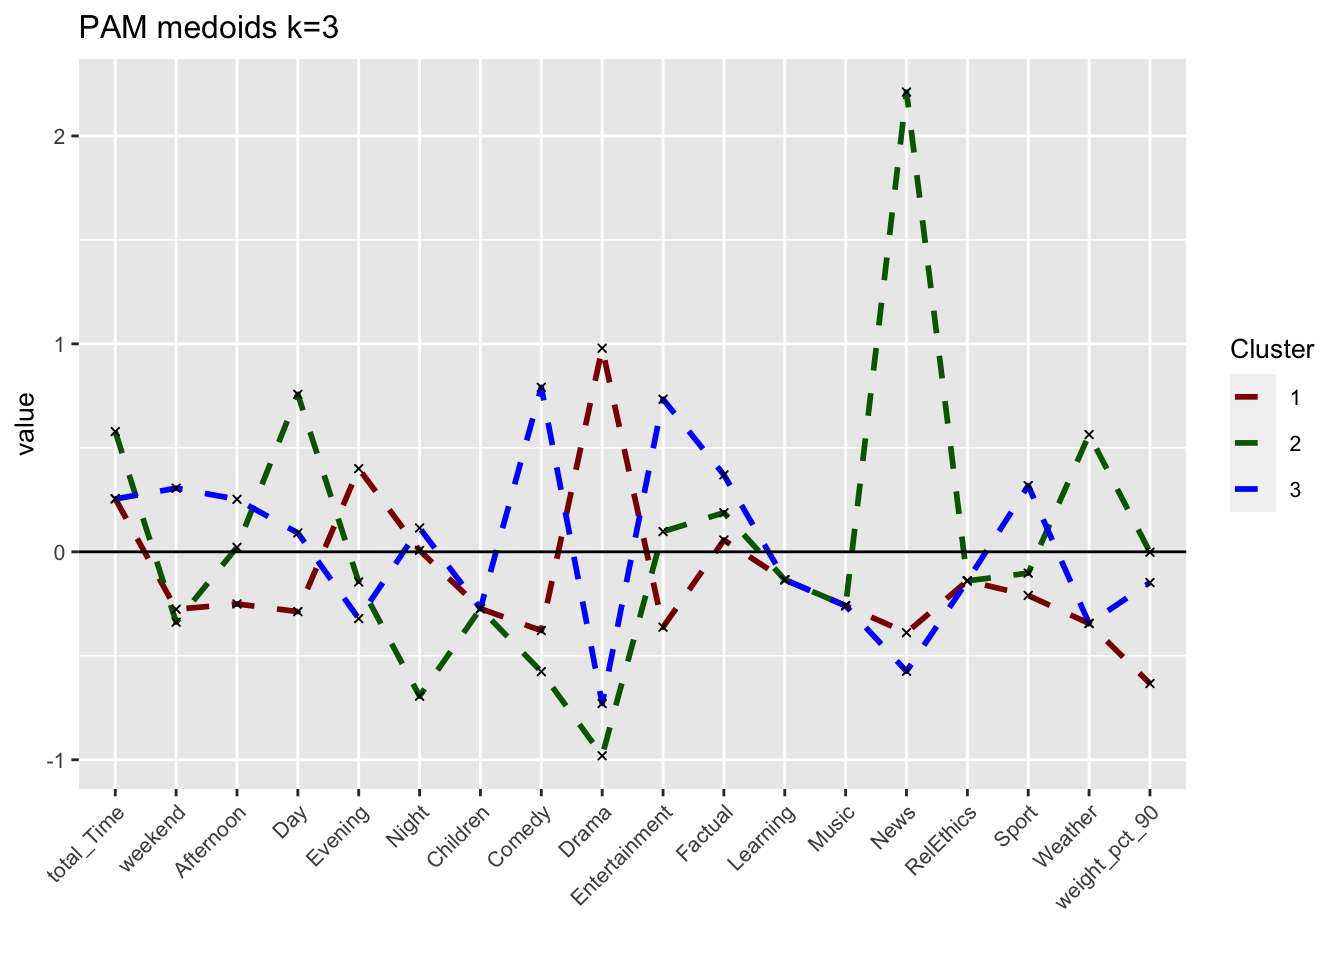 PAM medoids k=3
value
2
1
0
-1
total_Time
weekend
Afternoon
Day
Evening
Night
Children
Comedy
Drama
Entertainment
Factual
Learning
Music
News
RelEthics
Sport
Weather
weight_pct_90
Cluster
1
2
3